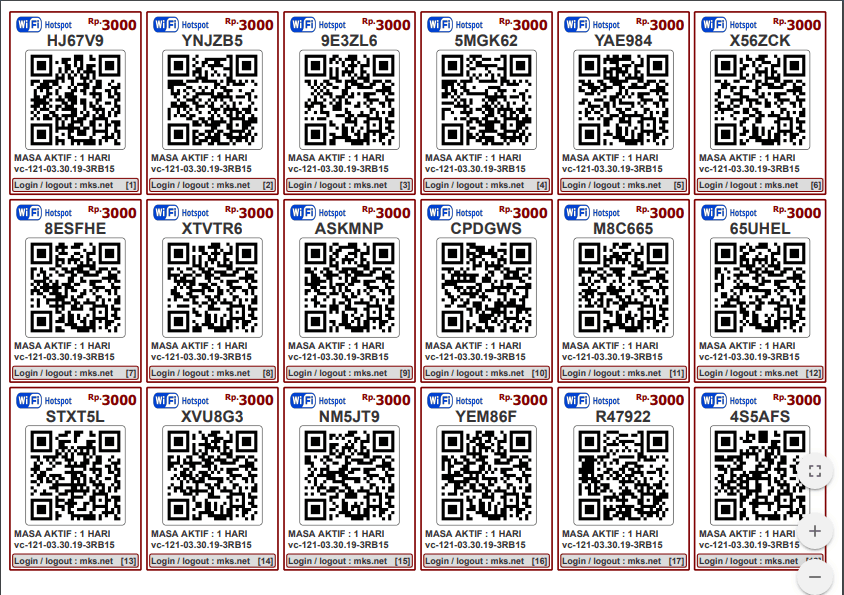 WiFi Hotspot Rp.3000 WiFi Hotspot Rp.3000 WiFi Hotspot Rp.3000 WiFi Hotspot Rp.3000 WiFi Hotspot Rp.3000 WiFi Hotspot Rp.3000
HJ67V9 YNJZB5 9E3ZL6 5MGK62 YAE984 X56ZCK
MASA AKTIF : 1 HARI MASA AKTIF : 1 HARI MASA AKTIF : 1 HARI MASA AKTIF : 1 HARI MASA AKTIF : 1 HARI MASA AKTIF : 1 HARI
vc-121-03.30.19-3RB15 vc-121-03.30.19-3RB15 vc-121-03.30.19-3RB15 vc-121-03.30.19-3RB15 vc-121-03.30.19-3RB15 vc-121-03.30.19-3RB15
Login / logout : mks.net [1] Login / logout : mks.net [2] Login / logout : mks.net [3] Login / logout : mks.net [4] Login / logout : mks.net [5] Login / logout : mks.net [6]
WiFi Hotspot Rp.3000 WiFi Hotspot Rp.3000 WiFi Hotspot Rp.3000 WiFi Hotspot Rp.3000 WiFi Hotspot Rp.3000 WiFi Hotspot Rp.3000
8ESFHE XTVTR6 ASKMNP CPDGWS M8C665 65UHEL
MASA AKTIF : 1 HARI MASA AKTIF : 1 HARI MASA AKTIF : 1 HARI MASA AKTIF : 1 HARI MASA AKTIF : 1 HARI MASA AKTIF : 1 HARI
vc-121-03.30.19-3RB15 vc-121-03.30.19-3RB15 vc-121-03.30.19-3RB15 vc-121-03.30.19-3RB15 vc-121-03.30.19-3RB15 vc-121-03.30.19-3RB15
Login / logout : mks.net [7] Login / logout : mks.net [8] Login / logout : mks.net [9] Login / logout : mks.net [10] Login / logout : mks.net [11] Login / logout : mks.net [12]
WiFi Hotspot Rp.3000 WiFi Hotspot Rp.3000 WiFi Hotspot Rp.3000 WiFi Hotspot Rp.3000 WiFi Hotspot Rp.3000 WiFi Hotspot Rp.3000
STXT5L XVU8G3 NM5JT9 YEM86F R47922 4S5AFS
MASA AKTIF : 1 HARI MASA AKTIF : 1 HARI MASA AKTIF : 1 HARI MASA AKTIF : 1 HARI MASA AKTIF : 1 HARI MASA AKTIF : 1 HARI
vc-121-03.30.19-3RB15 vc-121-03.30.19-3RB15 vc-121-03.30.19-3RB15 vc-121-03.30.19-3RB15 vc-121-03.30.19-3RB15 vc-121-03.30.19-3RB15
Login / logout : mks.net [13] Login / logout : mks.net [14] Login / logout : mks.net [15] Login / logout : mks.net [16] Login / logout : mks.net [17] Login / logout : mks.net